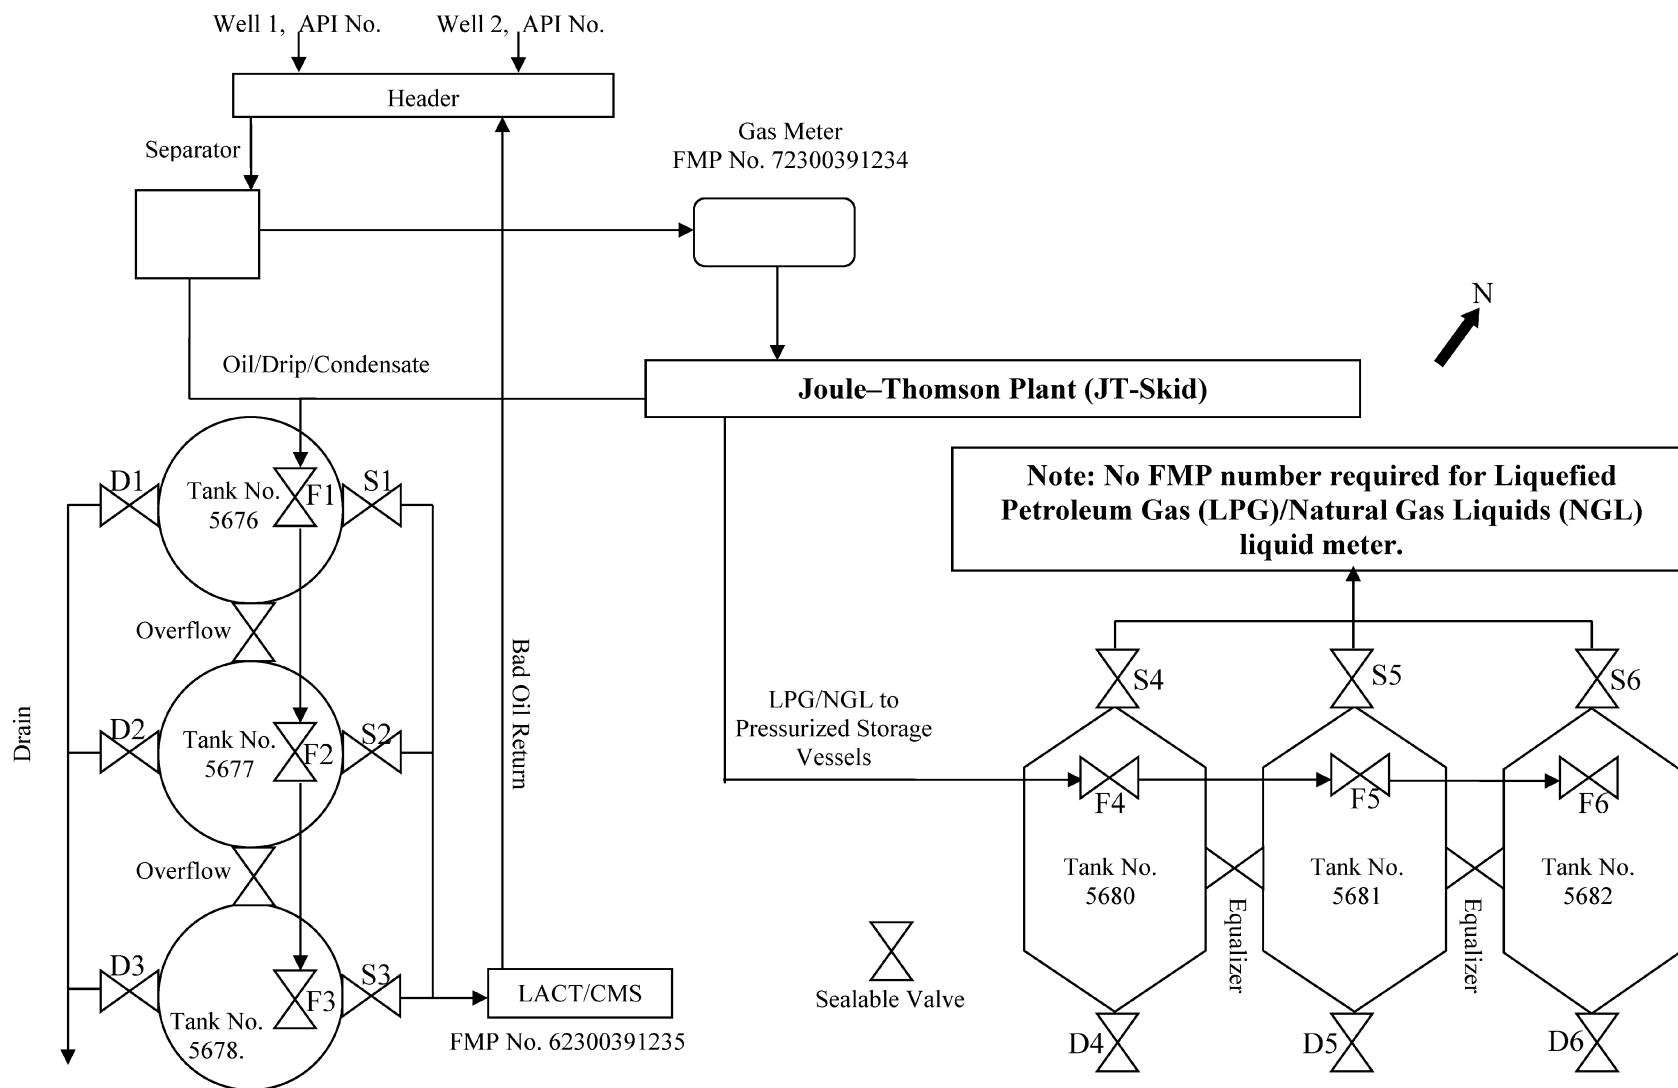 Well 1, API No.
Well 2, API No.
Header
Separator
Gas Meter
FMP No. 72300391234
N
Oil/Drip/Condensate
Joule–Thomson Plant (JT-Skid)
Note: No FMP number required for Liquefied
Petroleum Gas (LPG)/Natural Gas Liquids (NGL)
liquid meter.
D1
Tank No.
5676
F1
S1
Overflow
Drain
D2
Tank No.
5677
F2
S2
Bad Oil Return
LPG/NGL to
Pressurized Storage
Vessels
S4
S5
S6
F4
F5
F6
Overflow
Tank No.
5680
Tank No.
5681
Tank No.
5682
Equalizer
Equalizer
D3
Tank No.
5678.
F3
S3
LACT/CMS
FMP No. 62300391235
Sealable Valve
D4
D5
D6